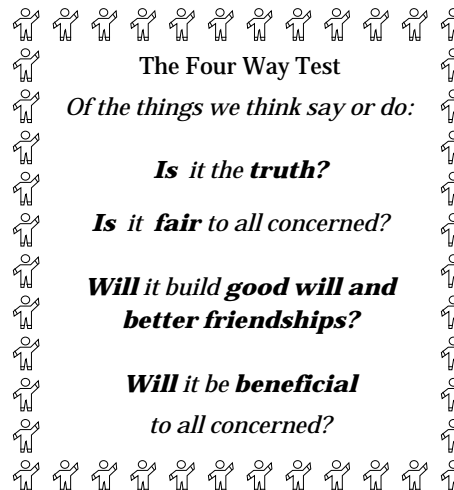 The Four Way Test
Of the things we think say or do:
Is it the truth?
Is it fair to all concerned?
Will it build good will and
better friendships?
Will it be beneficial
to all concerned?